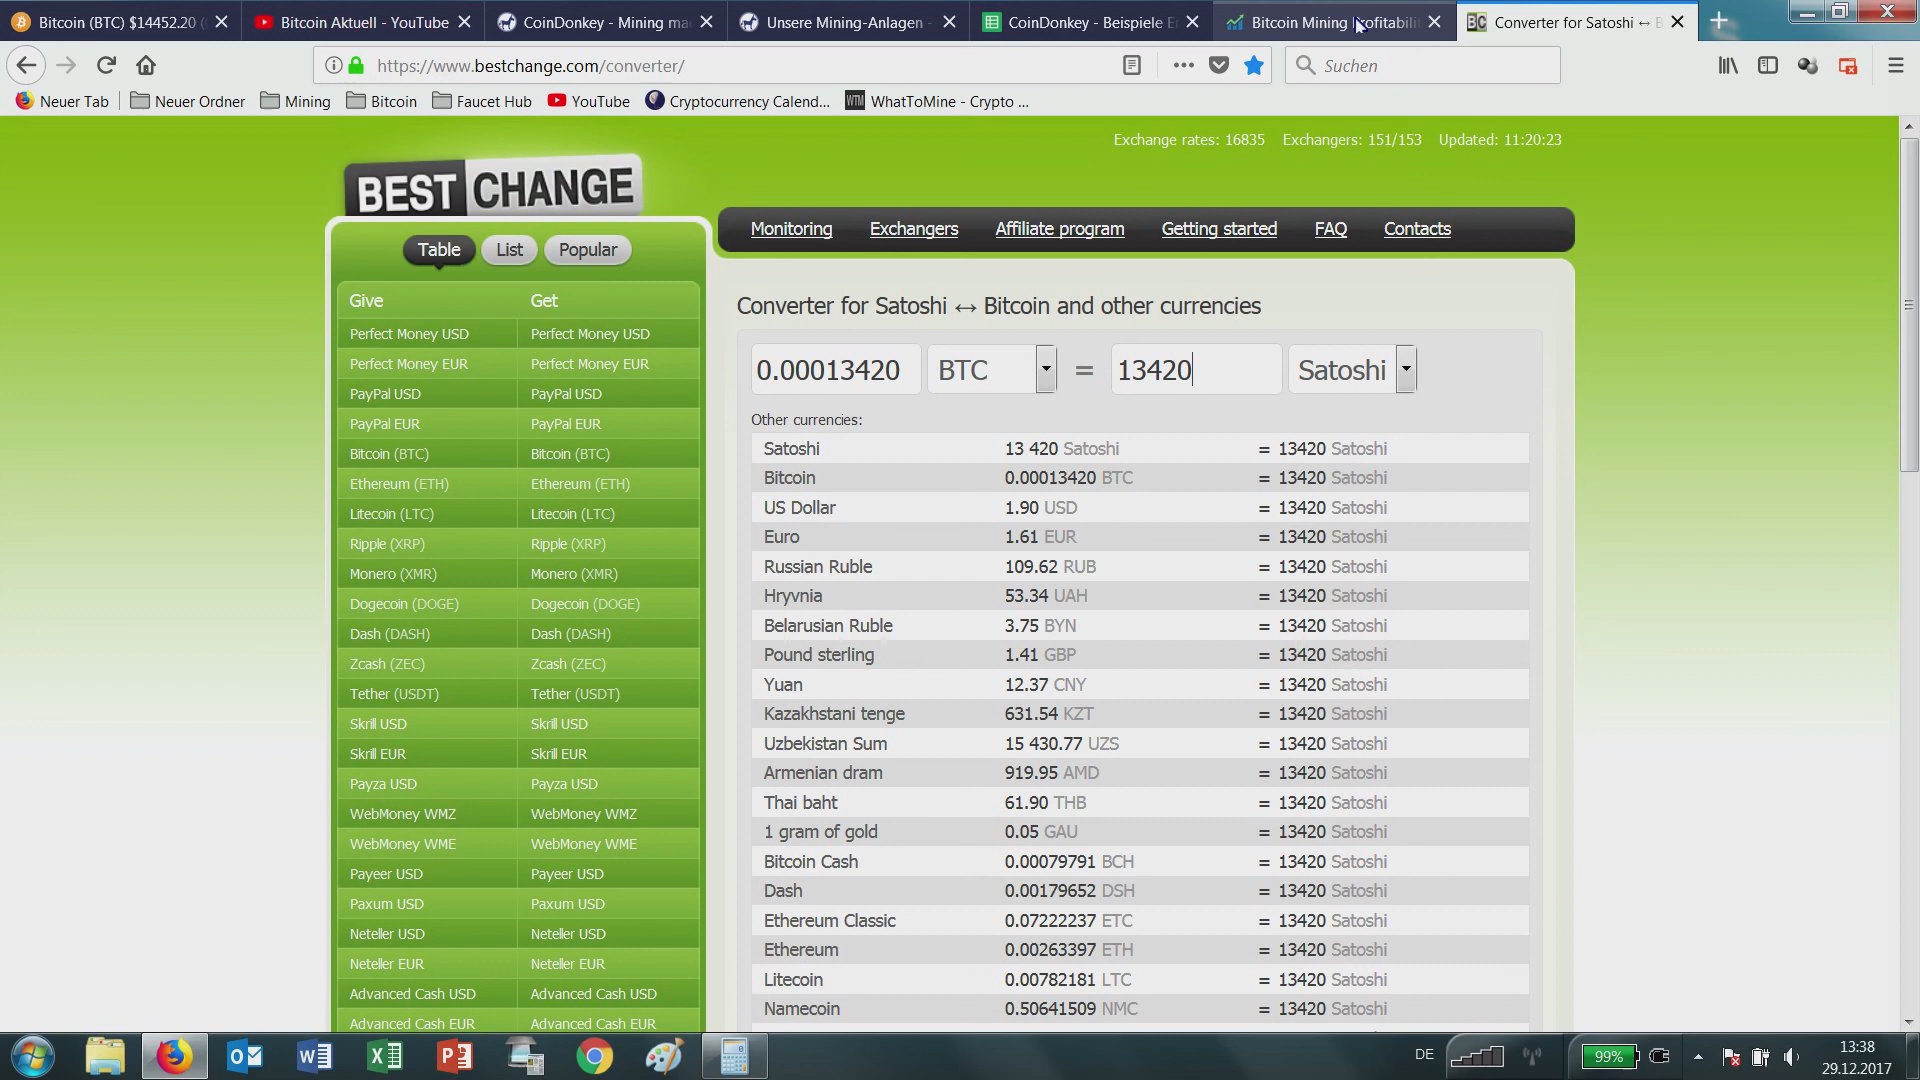 Bitcoin (BTC) $14452.20 (
Bitcoin Aktuell - YouTube
CoinDonkey - Mining ma
Unsere Mining-Anlagen -
CoinDonkey - Beispiele E
Bitcoin Mining Profitabili
Converter for Satoshi ↔ B
https://www.bestchange.com/converter/
Suchen
Neuer Tab
Neuer Ordner
Mining
Bitcoin
Faucet Hub
YouTube
Cryptocurrency Calend...
WTM
WhatToMine - Crypto ...
Exchange rates: 16835 Exchangers: 151/153 Updated: 11:20:23
BEST CHANGE
Monitoring Exchangers Affiliate program Getting started FAQ Contacts
Table List Popular
Give Get
Perfect Money USD Perfect Money USD
Perfect Money EUR Perfect Money EUR
PayPal USD PayPal USD
PayPal EUR PayPal EUR
Bitcoin (BTC) Bitcoin (BTC)
Ethereum (ETH) Ethereum (ETH)
Litecoin (LTC) Litecoin (LTC)
Ripple (XRP) Ripple (XRP)
Monero (XMR) Monero (XMR)
Dogecoin (DOGE) Dogecoin (DOGE)
Dash (DASH) Dash (DASH)
Zcash (ZEC) Zcash (ZEC)
Tether (USDT) Tether (USDT)
Skrill USD Skrill USD
Skrill EUR Skrill EUR
Payza USD Payza USD
WebMoney WMZ WebMoney WMZ
WebMoney WME WebMoney WME
Payeer USD Payeer USD
Paxum USD Paxum USD
Neteller USD Neteller USD
Neteller EUR Neteller EUR
Advanced Cash USD Advanced Cash USD
Advanced Cash EUR Advanced Cash EUR
Converter for Satoshi ↔ Bitcoin and other currencies
0.00013420 BTC = 13420 Satoshi
Other currencies:
Satoshi 13 420 Satoshi = 13420 Satoshi
Bitcoin 0.00013420 BTC = 13420 Satoshi
US Dollar 1.90 USD = 13420 Satoshi
Euro 1.61 EUR = 13420 Satoshi
Russian Ruble 109.62 RUB = 13420 Satoshi
Hryvnia 53.34 UAH = 13420 Satoshi
Belarusian Ruble 3.75 BYN = 13420 Satoshi
Pound sterling 1.41 GBP = 13420 Satoshi
Yuan 12.37 CNY = 13420 Satoshi
Kazakhstani tenge 631.54 KZT = 13420 Satoshi
Uzbekistan Sum 15 430.77 UZS = 13420 Satoshi
Armenian dram 919.95 AMD = 13420 Satoshi
Thai baht 61.90 THB = 13420 Satoshi
1 gram of gold 0.05 GAU = 13420 Satoshi
Bitcoin Cash 0.00079791 BCH = 13420 Satoshi
Dash 0.00179652 DSH = 13420 Satoshi
Ethereum Classic 0.07222237 ETC = 13420 Satoshi
Ethereum 0.00263397 ETH = 13420 Satoshi
Litecoin 0.00782181 LTC = 13420 Satoshi
Namecoin 0.50641509 NMC = 13420 Satoshi
DE
99%
13:38
29.12.2017